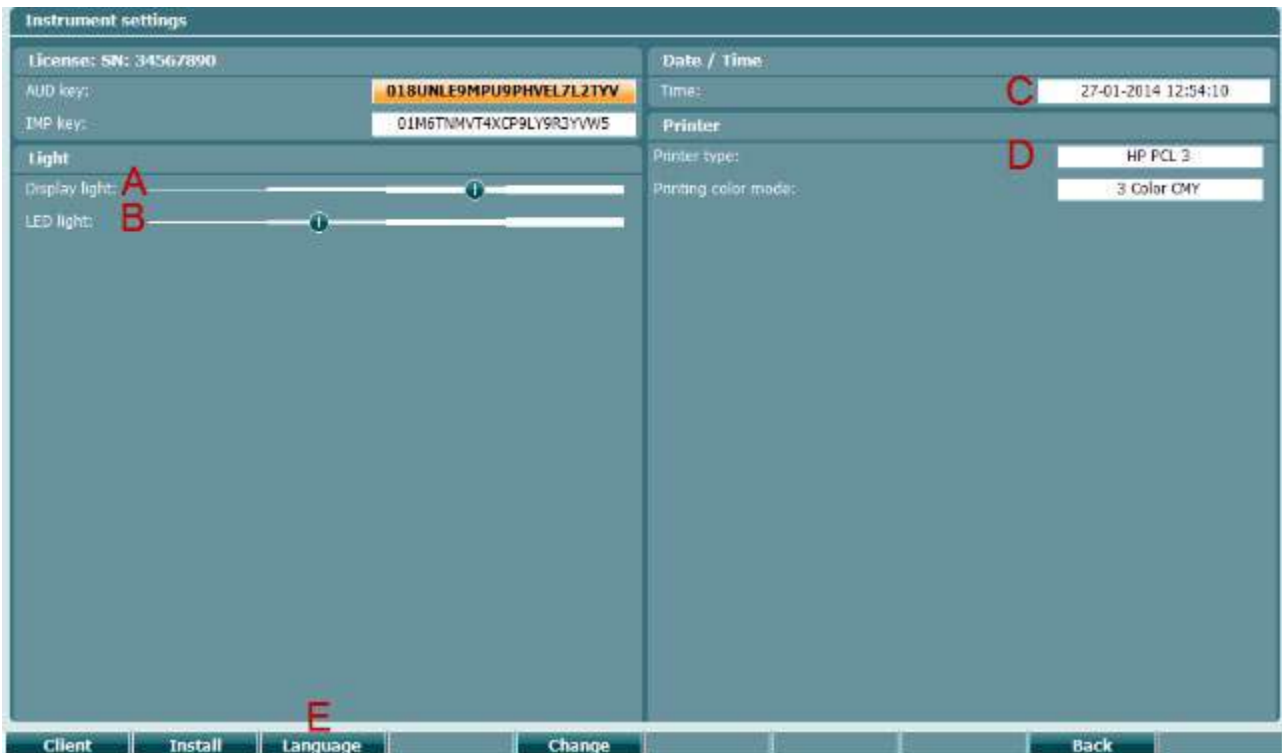 Instrument settings
License: SN: 34567890
AUD key: 018UNLE9MPU9PHVEL7L2TYV
IMP key: 01M6TNMVT4XCP9LY9R3YVW5
Light
Display light: A
LED light: B
Date / Time
Time: C 27-01-2014 12:54:10
Printer
Printer type: D HP PCL 3
Printing color mode: 3 Color CMY
E
Client Install Language Change Back